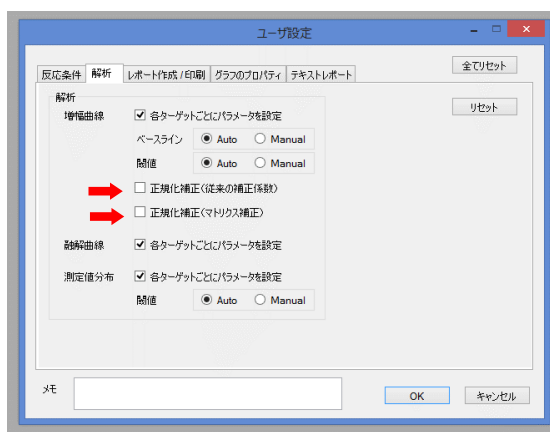 ユーザ設定
全てリセット
反応条件 解析 レポート作成/印刷 グラフのプロパティ テキストレポート
リセット
解析
増幅曲線 各ターゲットごとにパラメータを設定
ベースライン Auto Manual
閾値 Auto Manual
正規化補正(従来の補正係数)
正規化補正(マトリクス補正)
融解曲線 各ターゲットごとにパラメータを設定
測定値分布 各ターゲットごとにパラメータを設定
閾値 Auto Manual
メモ
OK キャンセル